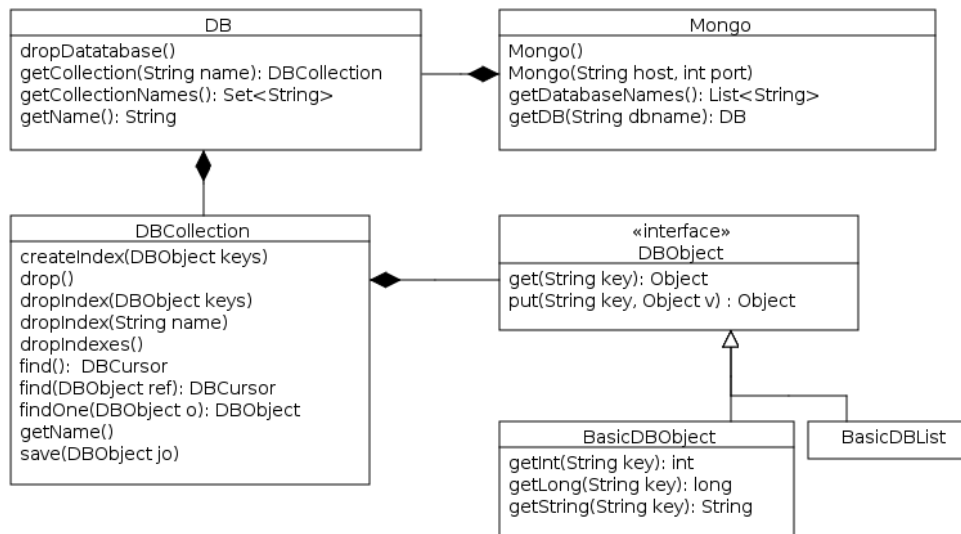 DB
dropDatatabase()
getCollection(String name): DBCollection
getCollectionNames(): Set<String>
getName(): String
Mongo
Mongo()
Mongo(String host, int port)
getDatabaseNames(): List<String>
getDB(String dbname): DB
DBCollection
createIndex(DBObject keys)
drop()
dropIndex(DBObject keys)
dropIndex(String name)
dropIndexes()
find():  DBCursor
find(DBObject ref): DBCursor
findOne(DBObject o): DBObject
getName()
save(DBObject jo)
«interface»
DBObject
get(String key): Object
put(String key, Object v) : Object
BasicDBObject
getInt(String key): int
getLong(String key): long
getString(String key): String
BasicDBList